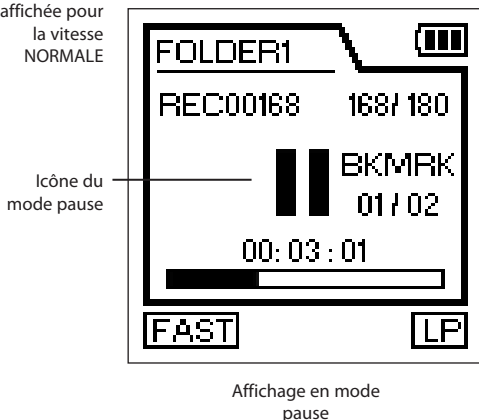 affichée pour
la vitesse
NORMALE
FOLDER1
REC00168 168/ 180
BKMRK
01 / 02
Icône du
mode pause
00: 03 : 01
FAST LP
Affichage en mode
pause